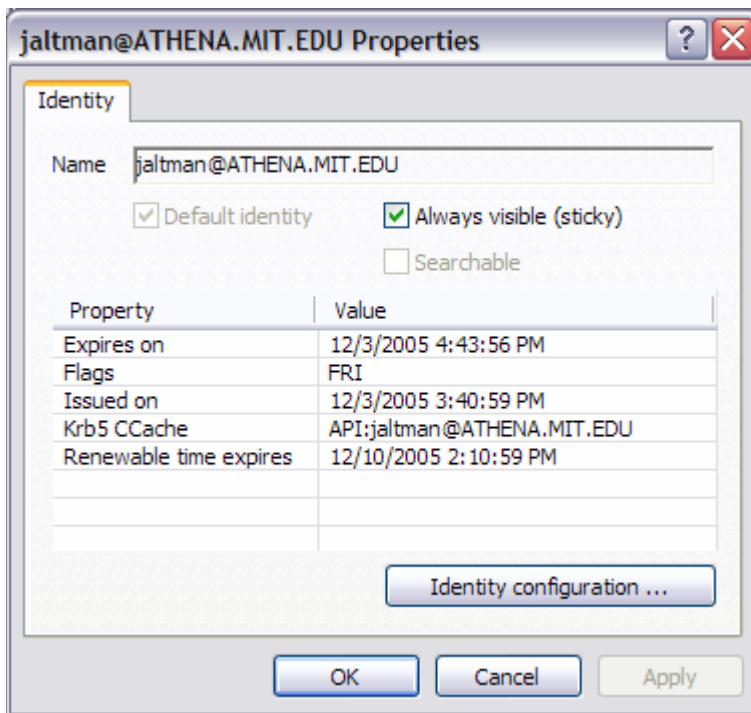 jaltman@ATHENA.MIT.EDU Properties
Identity
Name jaltman@ATHENA.MIT.EDU
Default identity Always visible (sticky)
Searchable
Property Value
Expires on 12/3/2005 4:43:56 PM
Flags FRI
Issued on 12/3/2005 3:40:59 PM
Krb5 CCache API:jaltman@ATHENA.MIT.EDU
Renewable time expires 12/10/2005 2:10:59 PM
Identity configuration ...
OK Cancel Apply